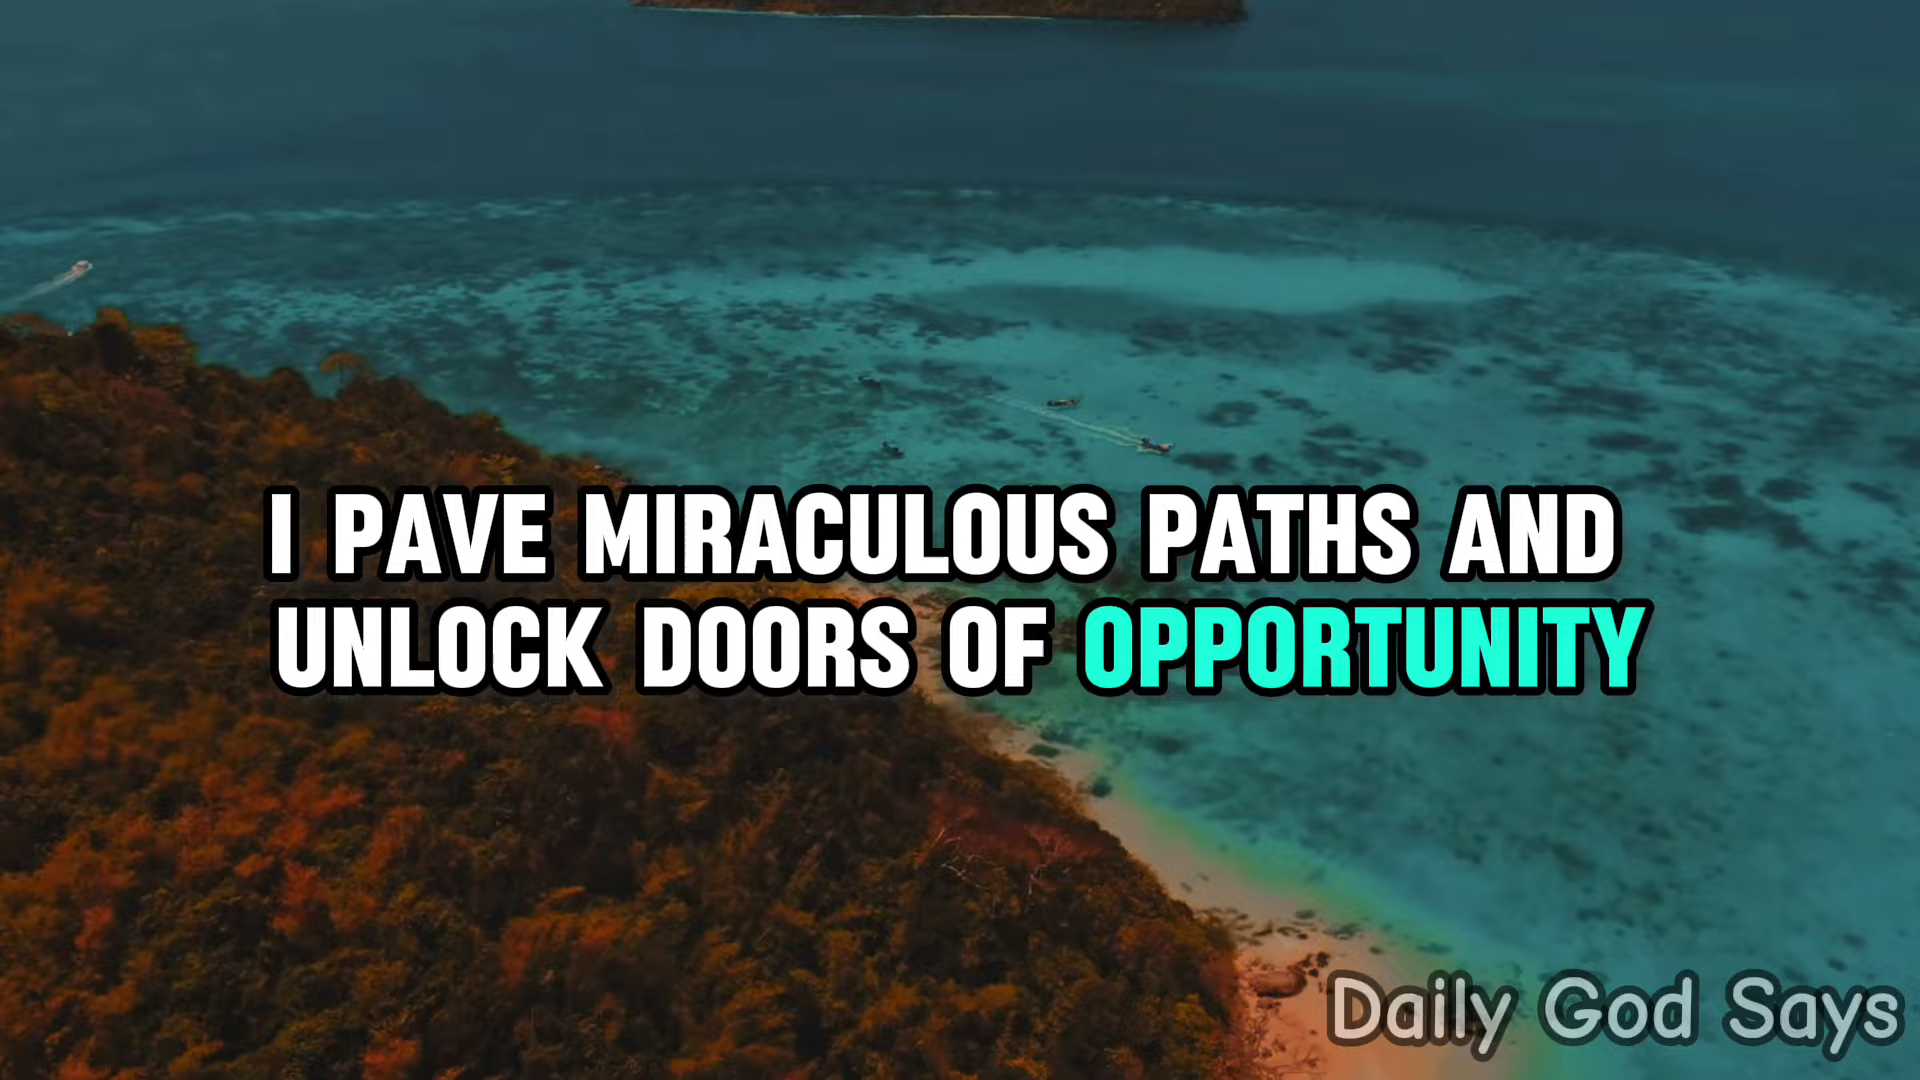 I PAVE MIRACULOUS PATHS AND
UNLOCK DOORS OF OPPORTUNITY
Daily God Says